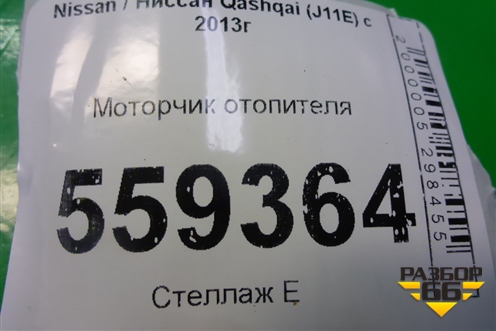 Nissan / Ниссан Qashqai (J11E) с
2013г
Моторчик отопителя
559364
Стеллаж Е
2000005298455
РАЗБОР
66